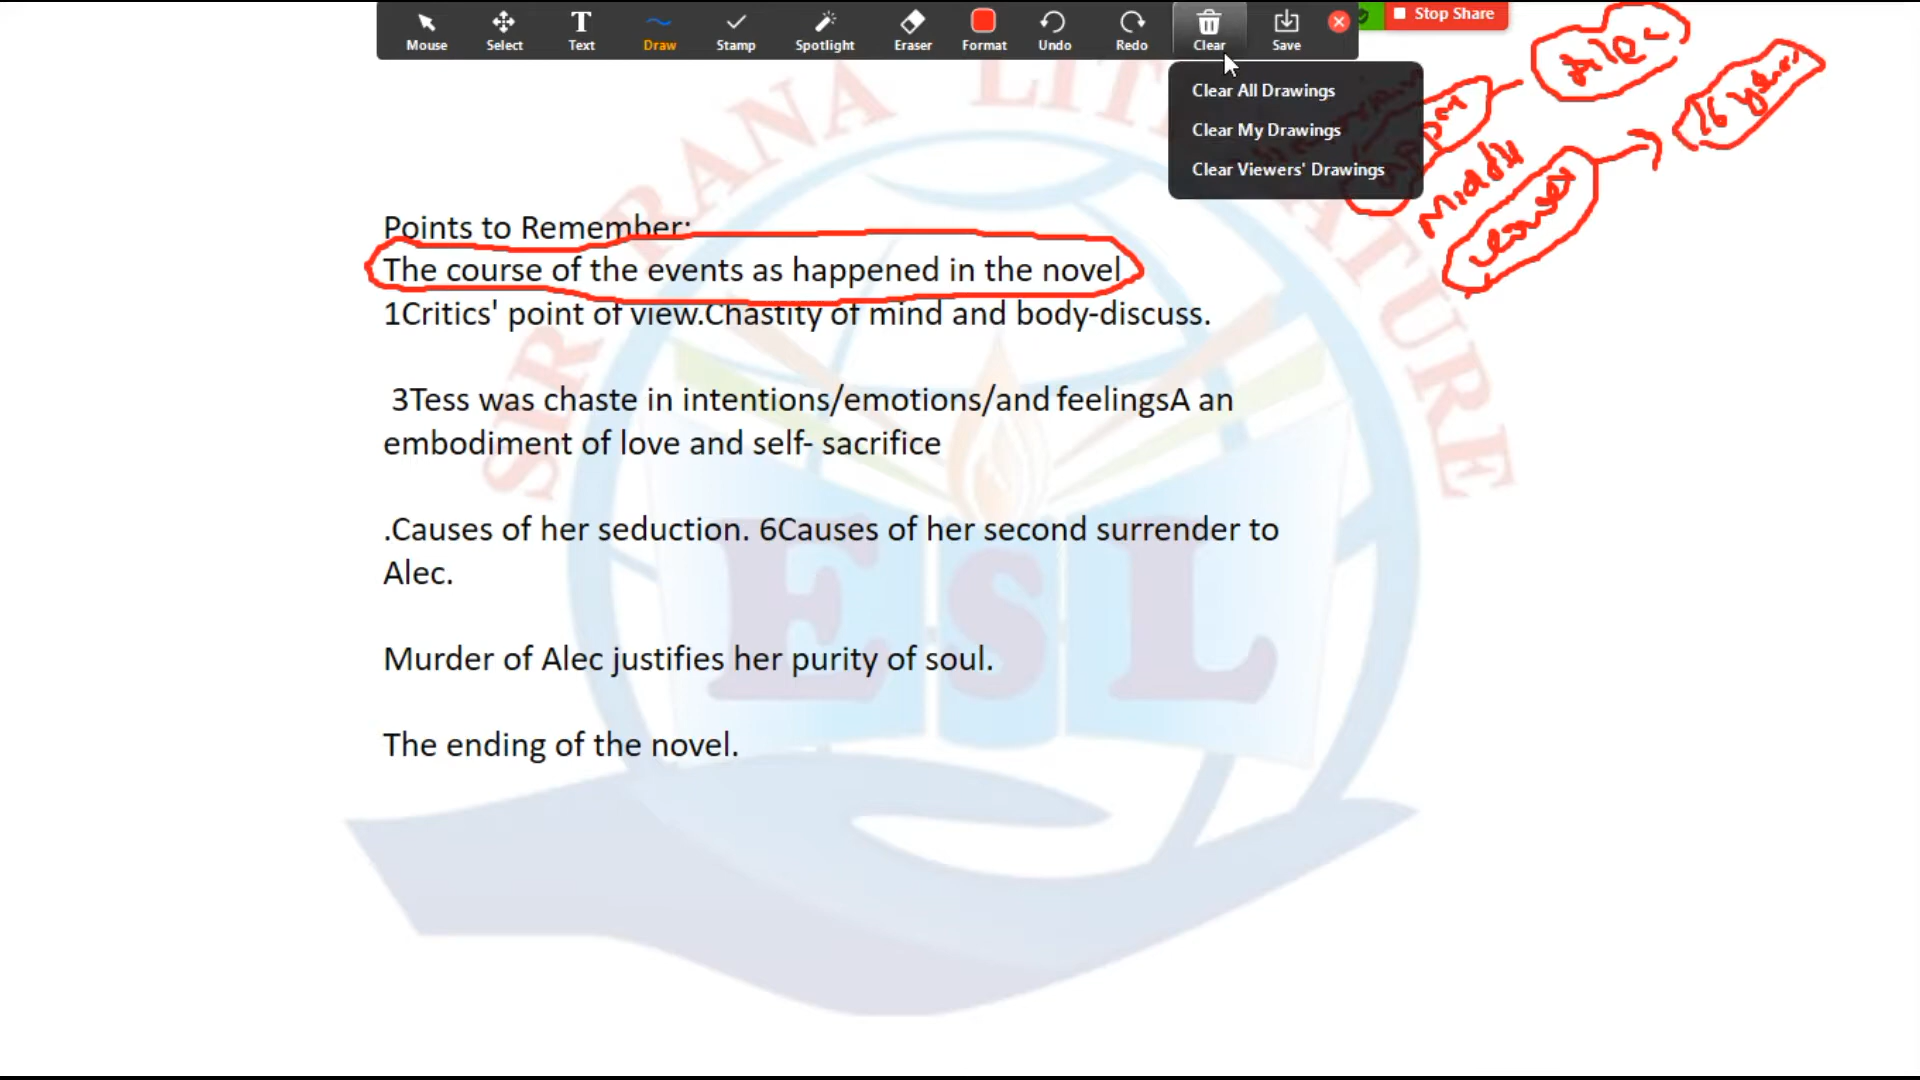 Mouse Select Text Draw Stamp Spotlight Eraser Format Undo Redo Clear Save
Stop Share
Clear All Drawings
Clear My Drawings
Clear Viewers' Drawings
Alec
16 years
Middle
SIR RANA LITERATURE
Points to Remember:
The course of the events as happened in the novel
1Critics' point of view.Chastity of mind and body-discuss.
3Tess was chaste in intentions/emotions/and feelingsA an
embodiment of love and self- sacrifice
.Causes of her seduction. 6Causes of her second surrender to
Alec.
Murder of Alec justifies her purity of soul.
The ending of the novel.
EsL